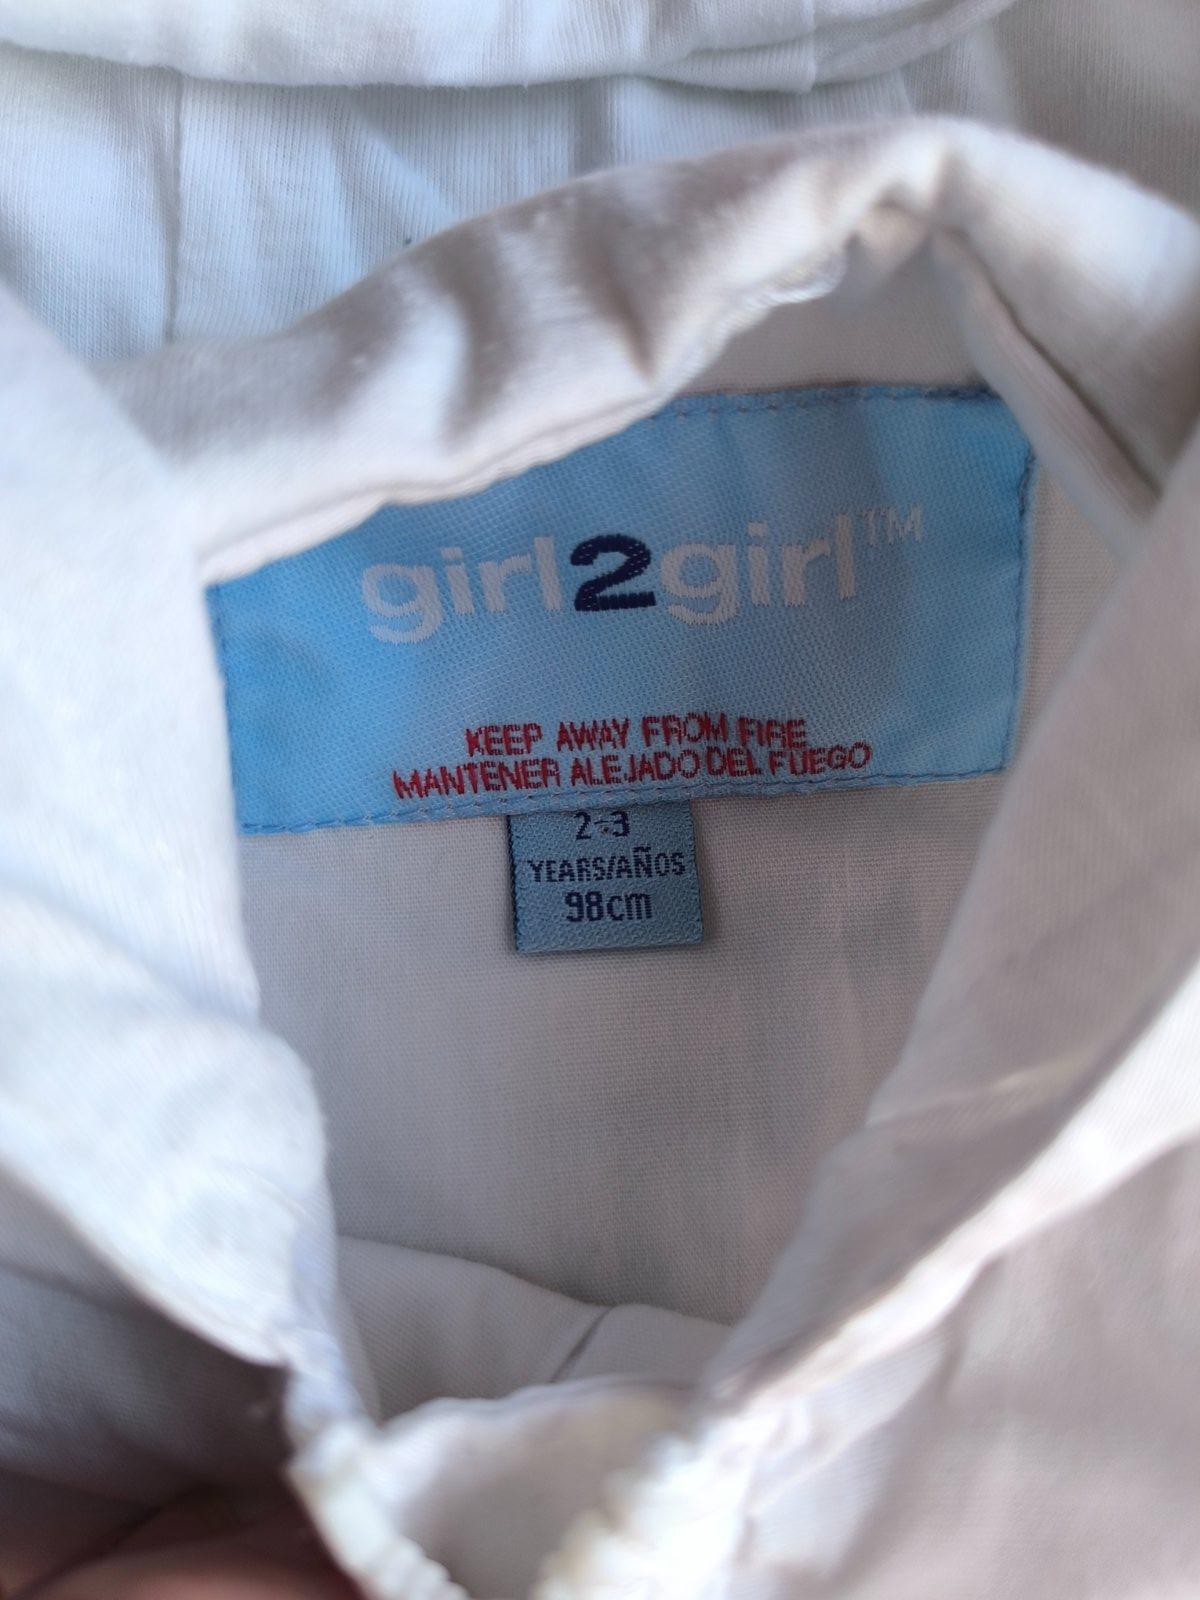 girl2girl™
KEEP AWAY FROM FIRE
MANTENER ALEJADO DEL FUEGO
2-3
YEARS/AÑOS
98cm